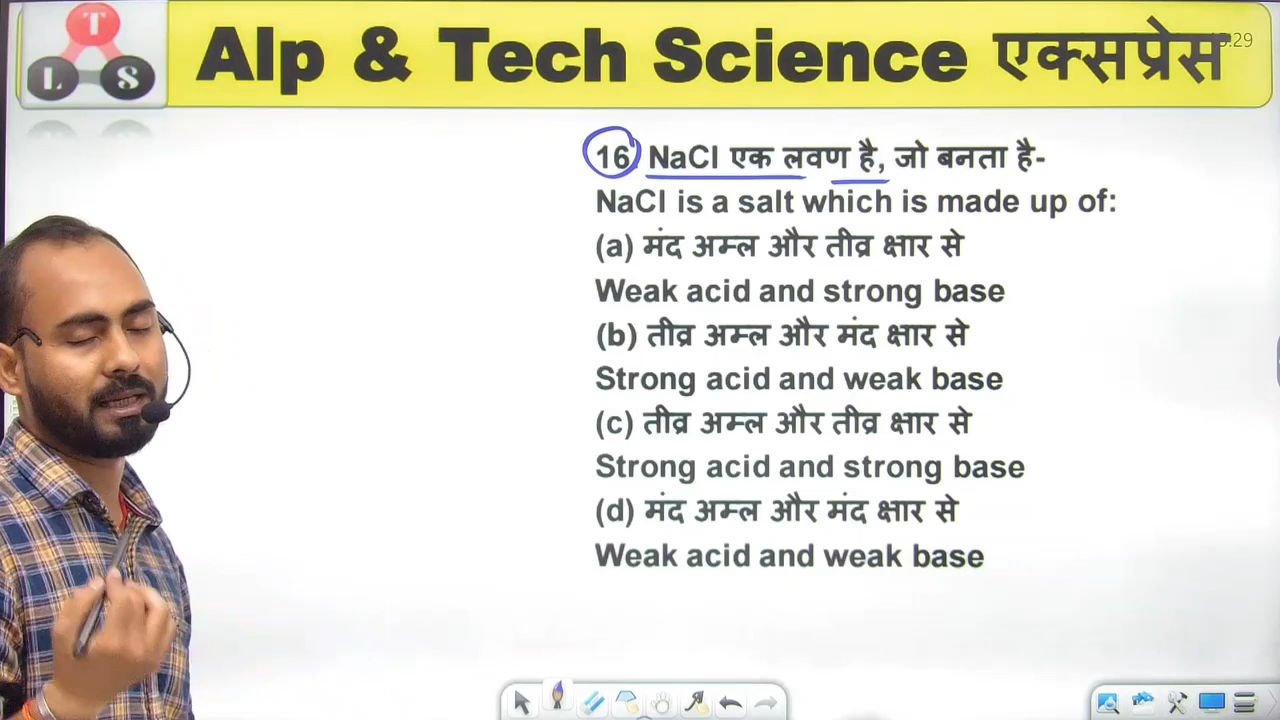 T
L S
Alp & Tech Science एक्सप्रेस
16. NaCl एक लवण है, जो बनता है-
NaCl is a salt which is made up of:
(a) मंद अम्ल और तीव्र क्षार से
Weak acid and strong base
(b) तीव्र अम्ल और मंद क्षार से
Strong acid and weak base
(c) तीव्र अम्ल और तीव्र क्षार से
Strong acid and strong base
(d) मंद अम्ल और मंद क्षार से
Weak acid and weak base